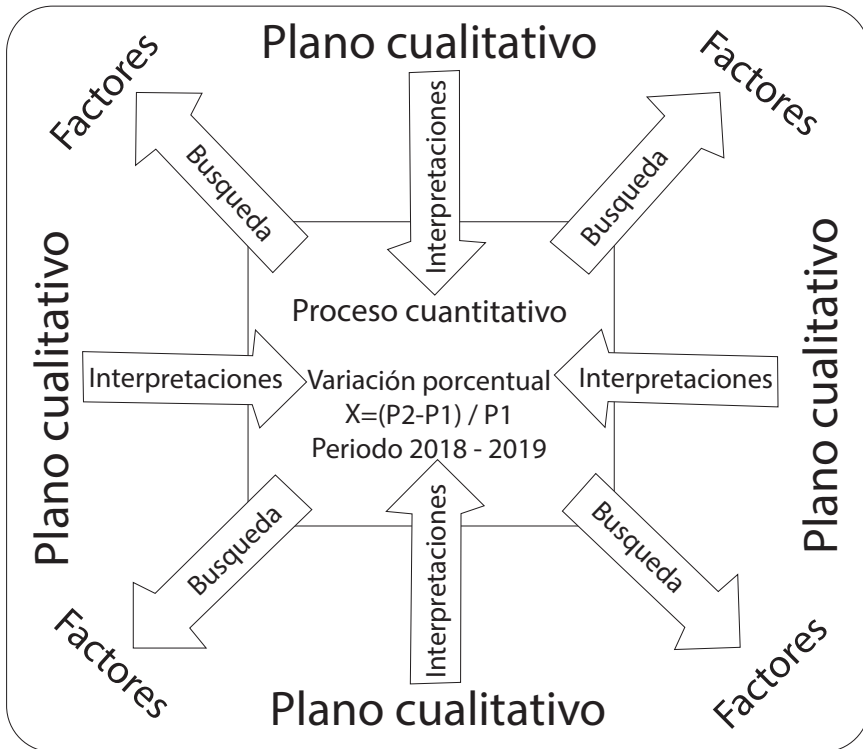 Plano cualitativo
Factores
Factores
Busqueda
Interpretaciones
Busqueda
Plano cualitativo
Proceso cuantitativo
Plano cualitativo
Interpretaciones
Variación porcentual
X=(P2-P1) / P1
Periodo 2018 - 2019
Interpretaciones
Busqueda
Interpretaciones
Busqueda
Factores
Factores
Plano cualitativo